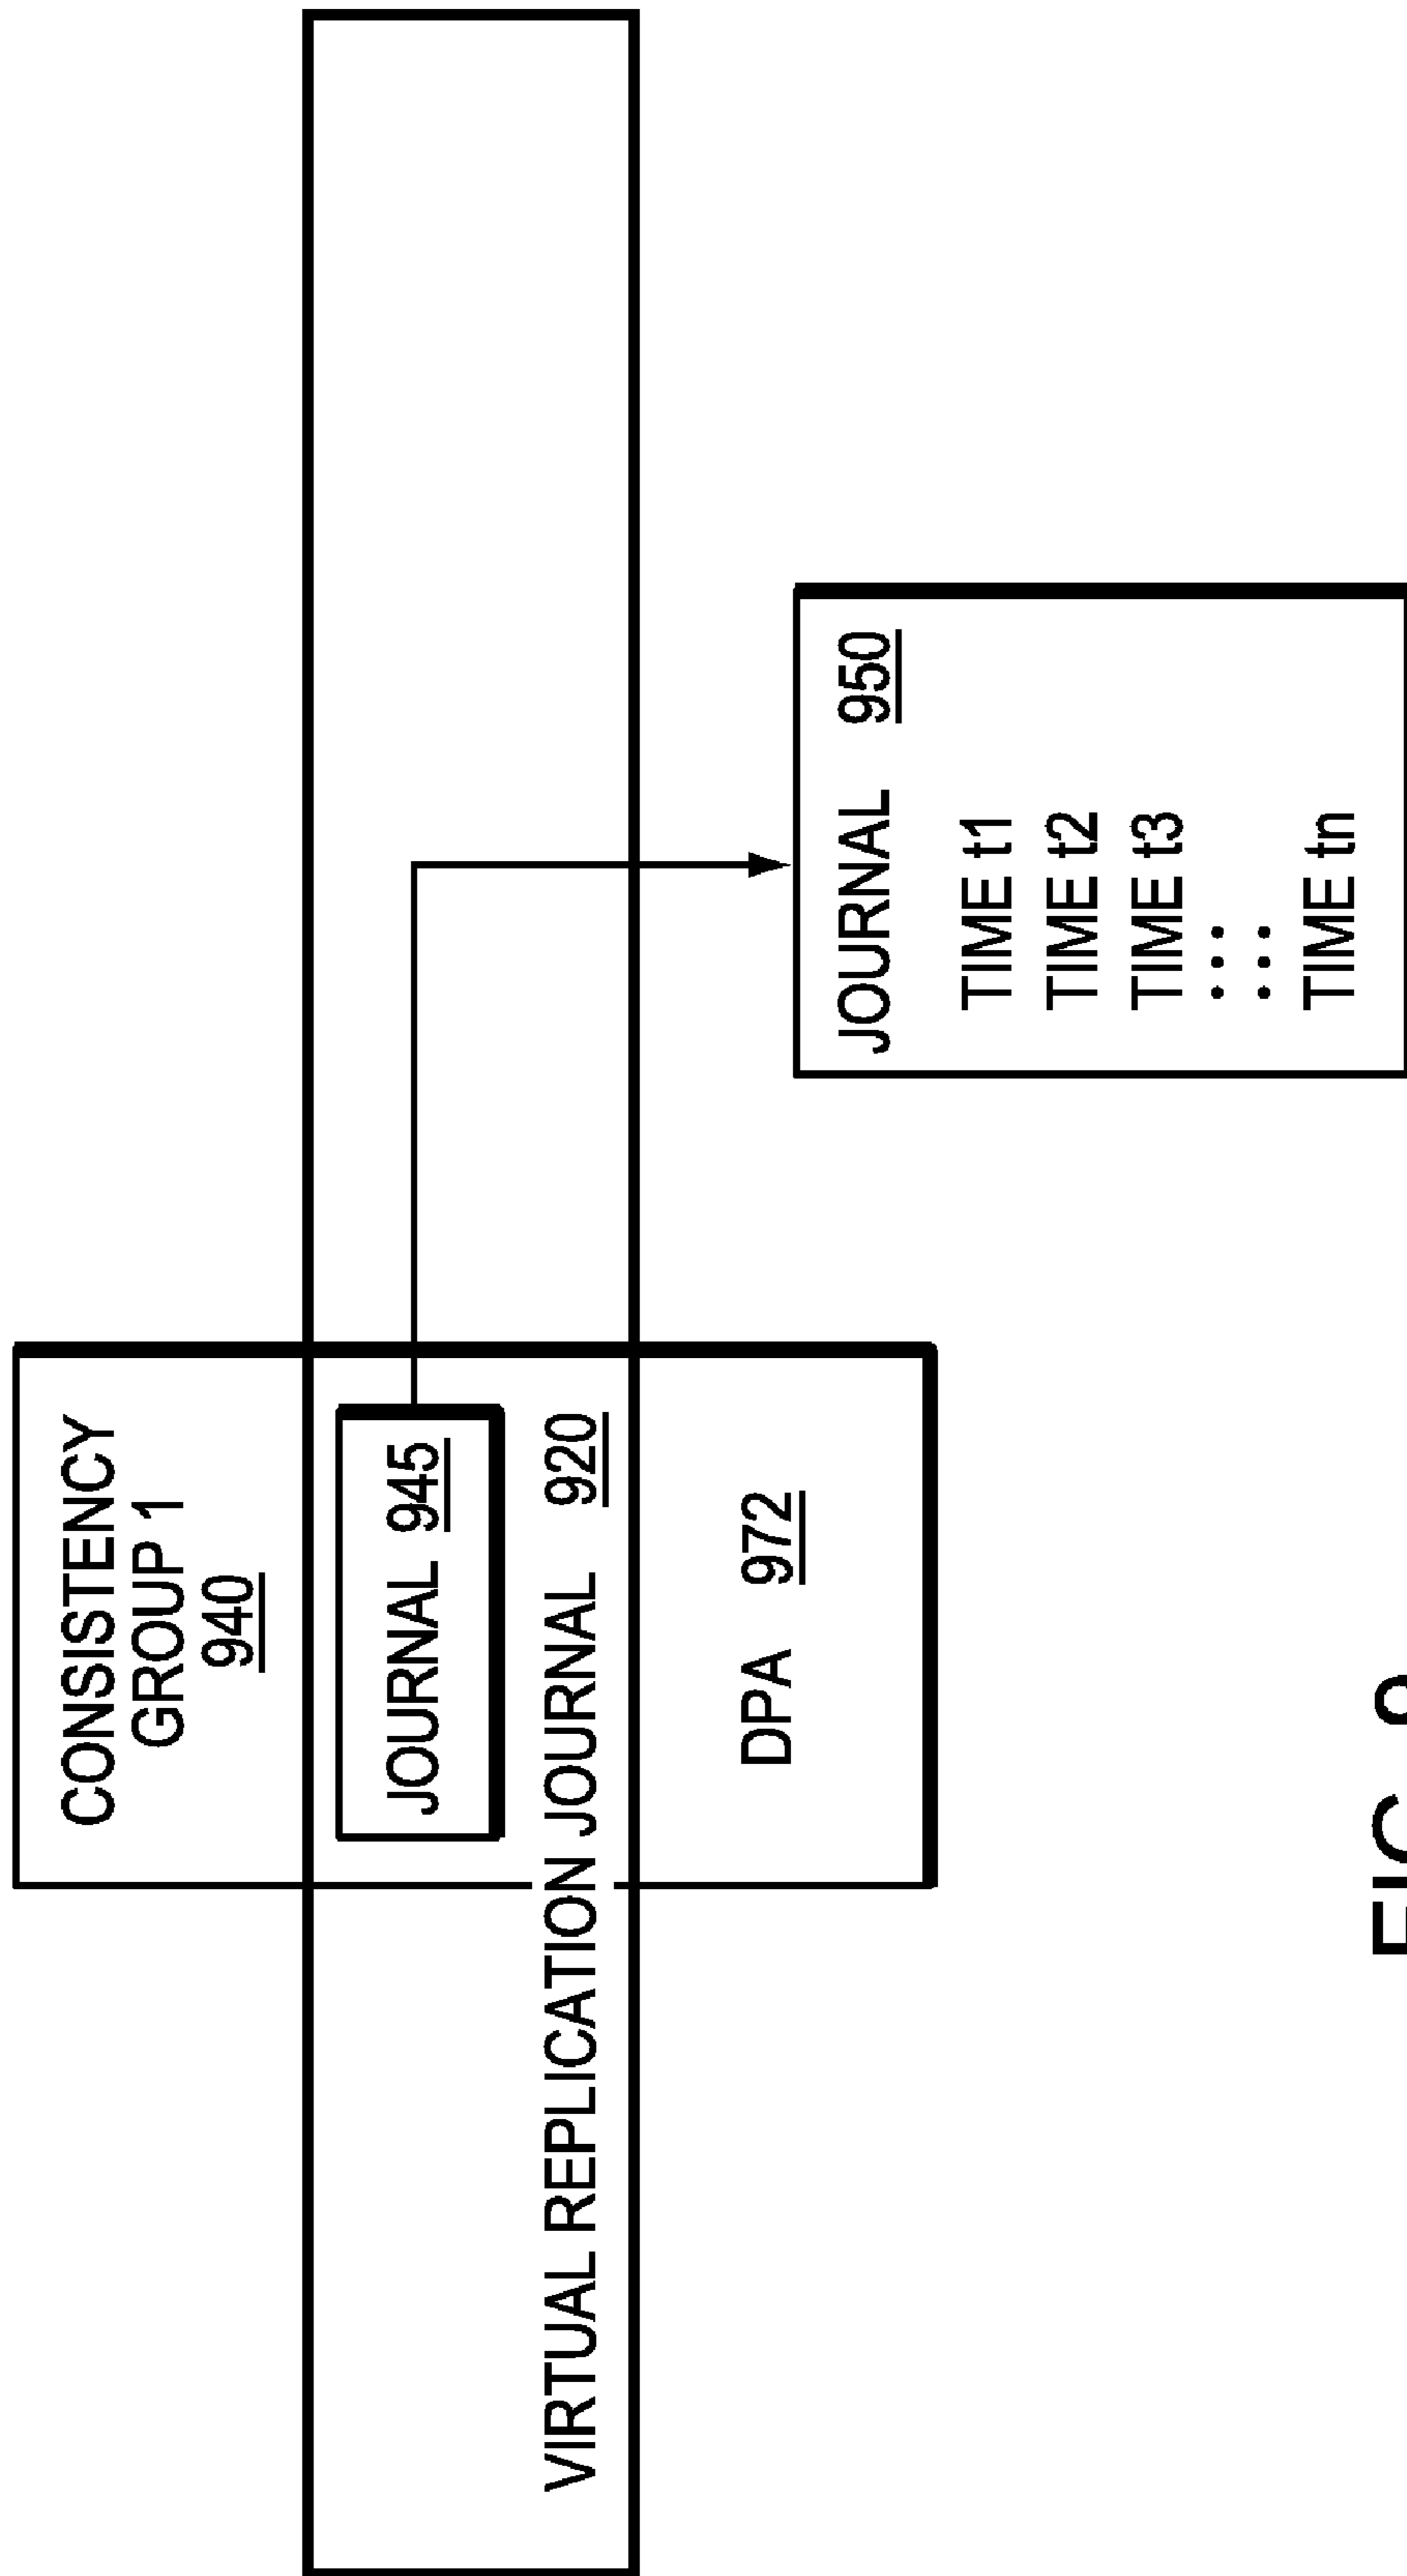 CONSISTENCY
GROUP 1
940
JOURNAL 945
VIRTUAL REPLICATION JOURNAL 920
DPA 972
JOURNAL 950
TIME t1
TIME t2
TIME t3
...
...
TIME tn
FIG